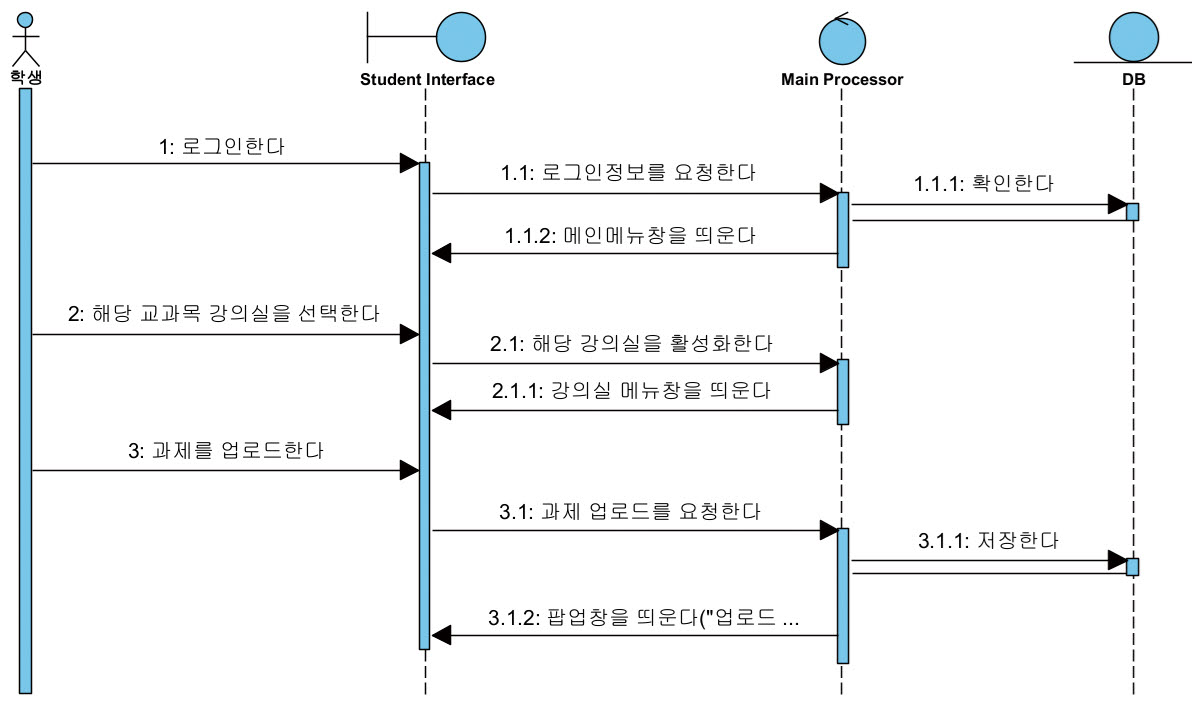 학생
Student Interface
Main Processor
DB
1: 로그인한다
1.1: 로그인정보를 요청한다
1.1.1: 확인한다
1.1.2: 메인메뉴창을 띄운다
2: 해당 교과목 강의실을 선택한다
2.1: 해당 강의실을 활성화한다
2.1.1: 강의실 메뉴창을 띄운다
3: 과제를 업로드한다
3.1: 과제 업로드를 요청한다
3.1.1: 저장한다
3.1.2: 팝업창을 띄운다("업로드 ...